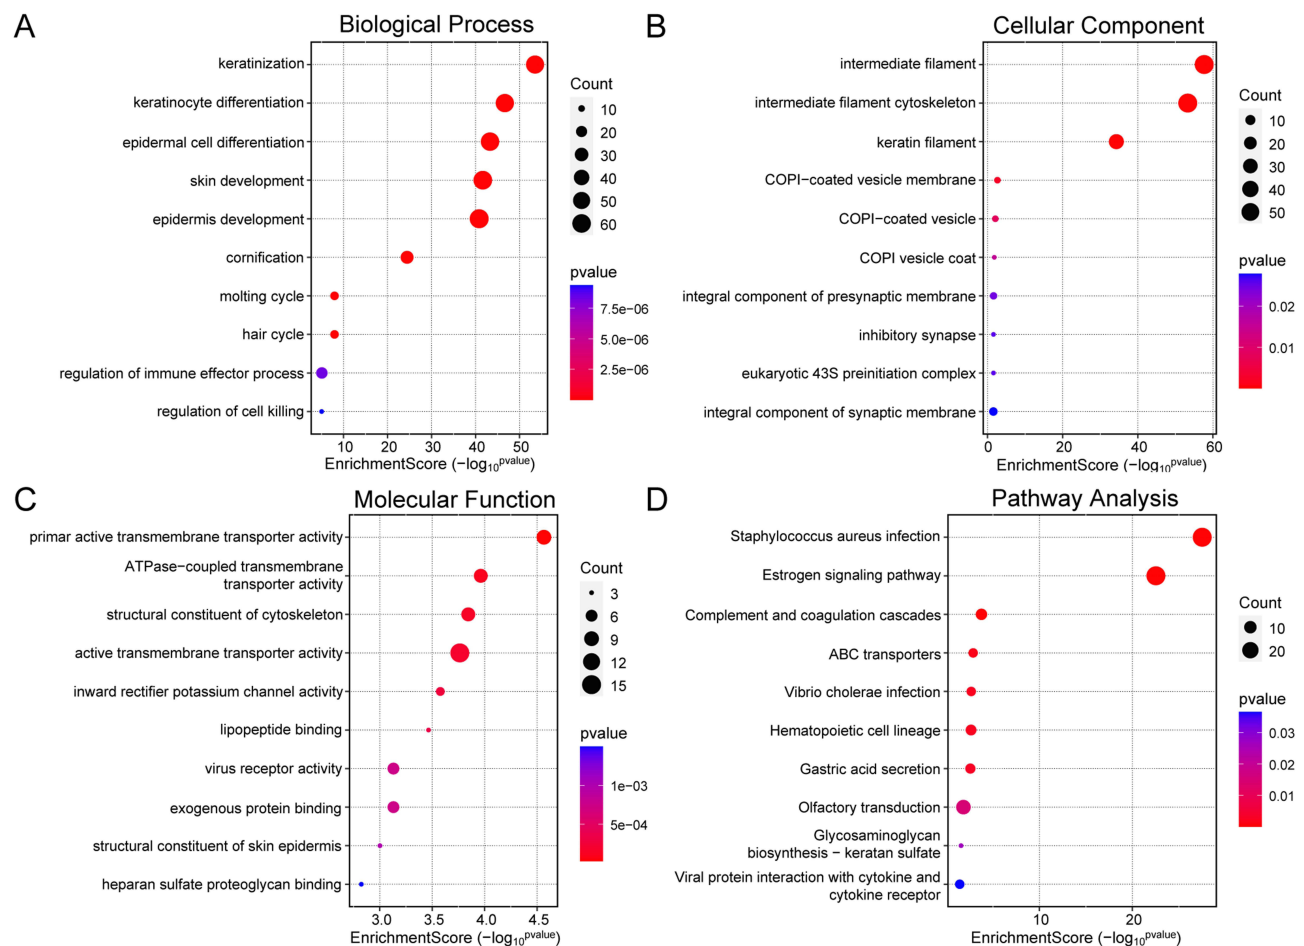 A
Biological Process
keratinization
keratinocyte differentiation
epidermal cell differentiation
skin development
epidermis development
cornification
molting cycle
hair cycle
regulation of immune effector process
regulation of cell killing
10 20 30 40 50
EnrichmentScore (−log10pvalue)
Count
10
20
30
40
50
60
pvalue
7.5e−06
5.0e−06
2.5e−06
B
Cellular Component
intermediate filament
intermediate filament cytoskeleton
keratin filament
COPI−coated vesicle membrane
COPI−coated vesicle
COPI vesicle coat
integral component of presynaptic membrane
inhibitory synapse
eukaryotic 43S preinitiation complex
integral component of synaptic membrane
0 20 40 60
EnrichmentScore (−log10pvalue)
Count
10
20
30
40
50
pvalue
0.02
0.01
C
Molecular Function
primar active transmembrane transporter activity
ATPase−coupled transmembrane
transporter activity
structural constituent of cytoskeleton
active transmembrane transporter activity
inward rectifier potassium channel activity
lipopeptide binding
virus receptor activity
exogenous protein binding
structural constituent of skin epidermis
heparan sulfate proteoglycan binding
3.0 3.5 4.0 4.5
EnrichmentScore (−log10pvalue)
Count
3
6
9
12
15
pvalue
1e−03
5e−04
D
Pathway Analysis
Staphylococcus aureus infection
Estrogen signaling pathway
Complement and coagulation cascades
ABC transporters
Vibrio cholerae infection
Hematopoietic cell lineage
Gastric acid secretion
Olfactory transduction
Glycosaminoglycan
biosynthesis − keratan sulfate
Viral protein interaction with cytokine and
cytokine receptor
10 20
EnrichmentScore (−log10pvalue)
Count
10
20
pvalue
0.03
0.02
0.01